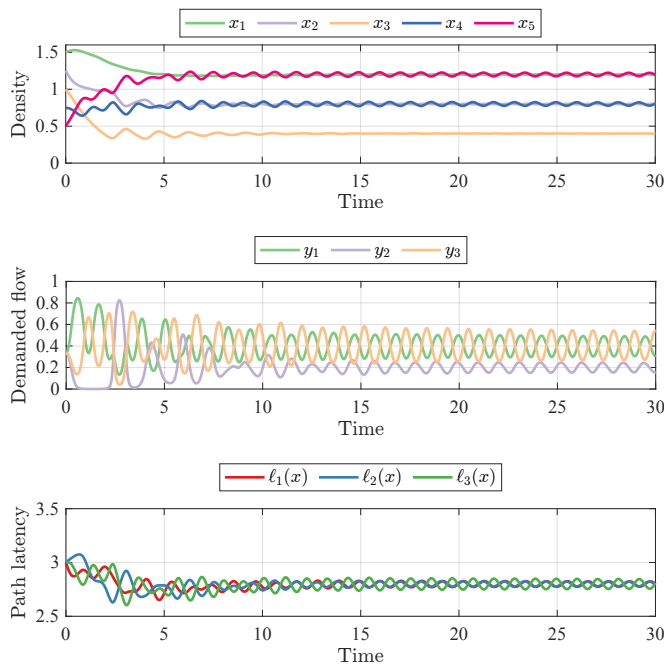 x₁ x₂ x₃ x₄ x₅
1.5
1
0.5
0
Density
0 5 10 15 20 25 30
Time
y₁ y₂ y₃
1
0.8
0.6
0.4
0.2
0
Demanded flow
0 5 10 15 20 25 30
Time
ℓ₁(x) ℓ₂(x) ℓ₃(x)
3.5
3
2.5
Path latency
0 5 10 15 20 25 30
Time